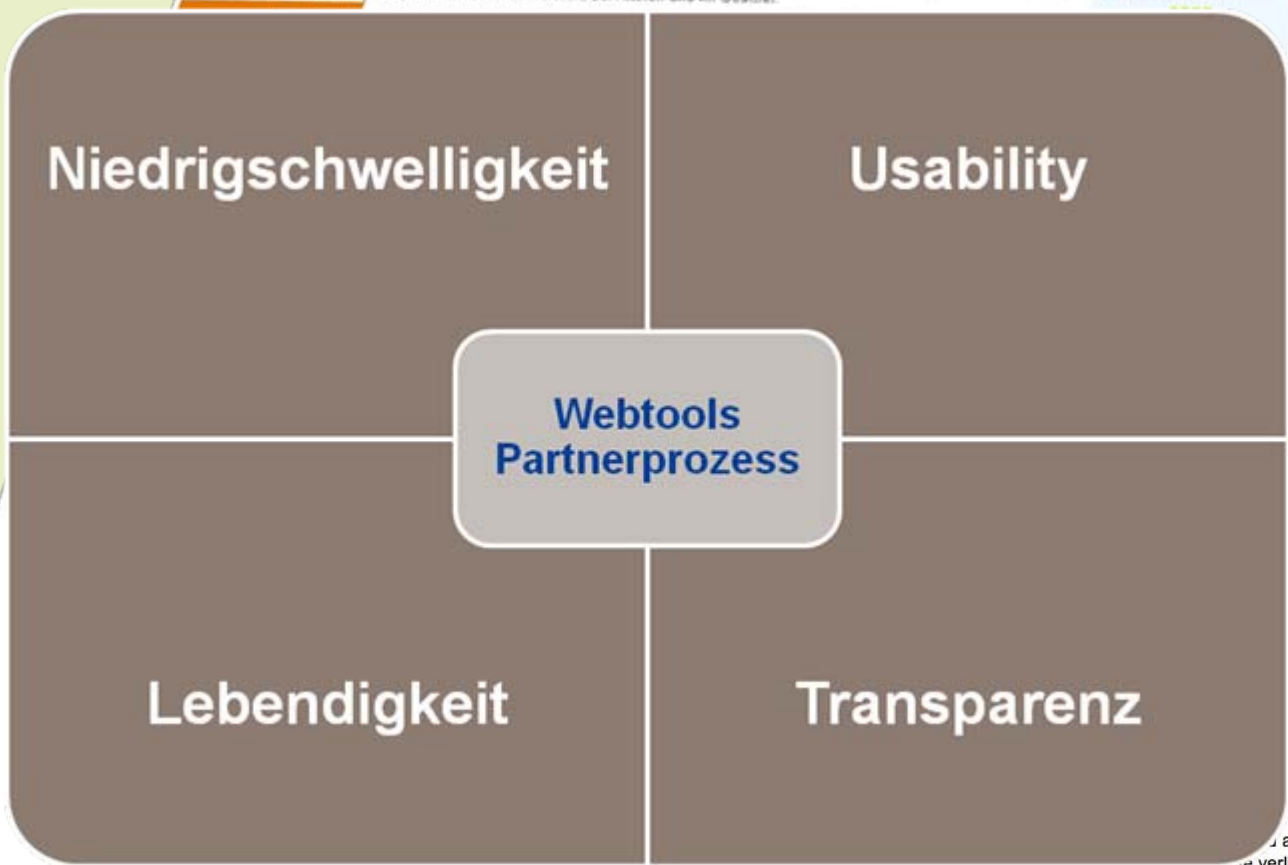 Niedrigschwelligkeit
Usability
Webtools
Partnerprozess
Lebendigkeit
Transparenz